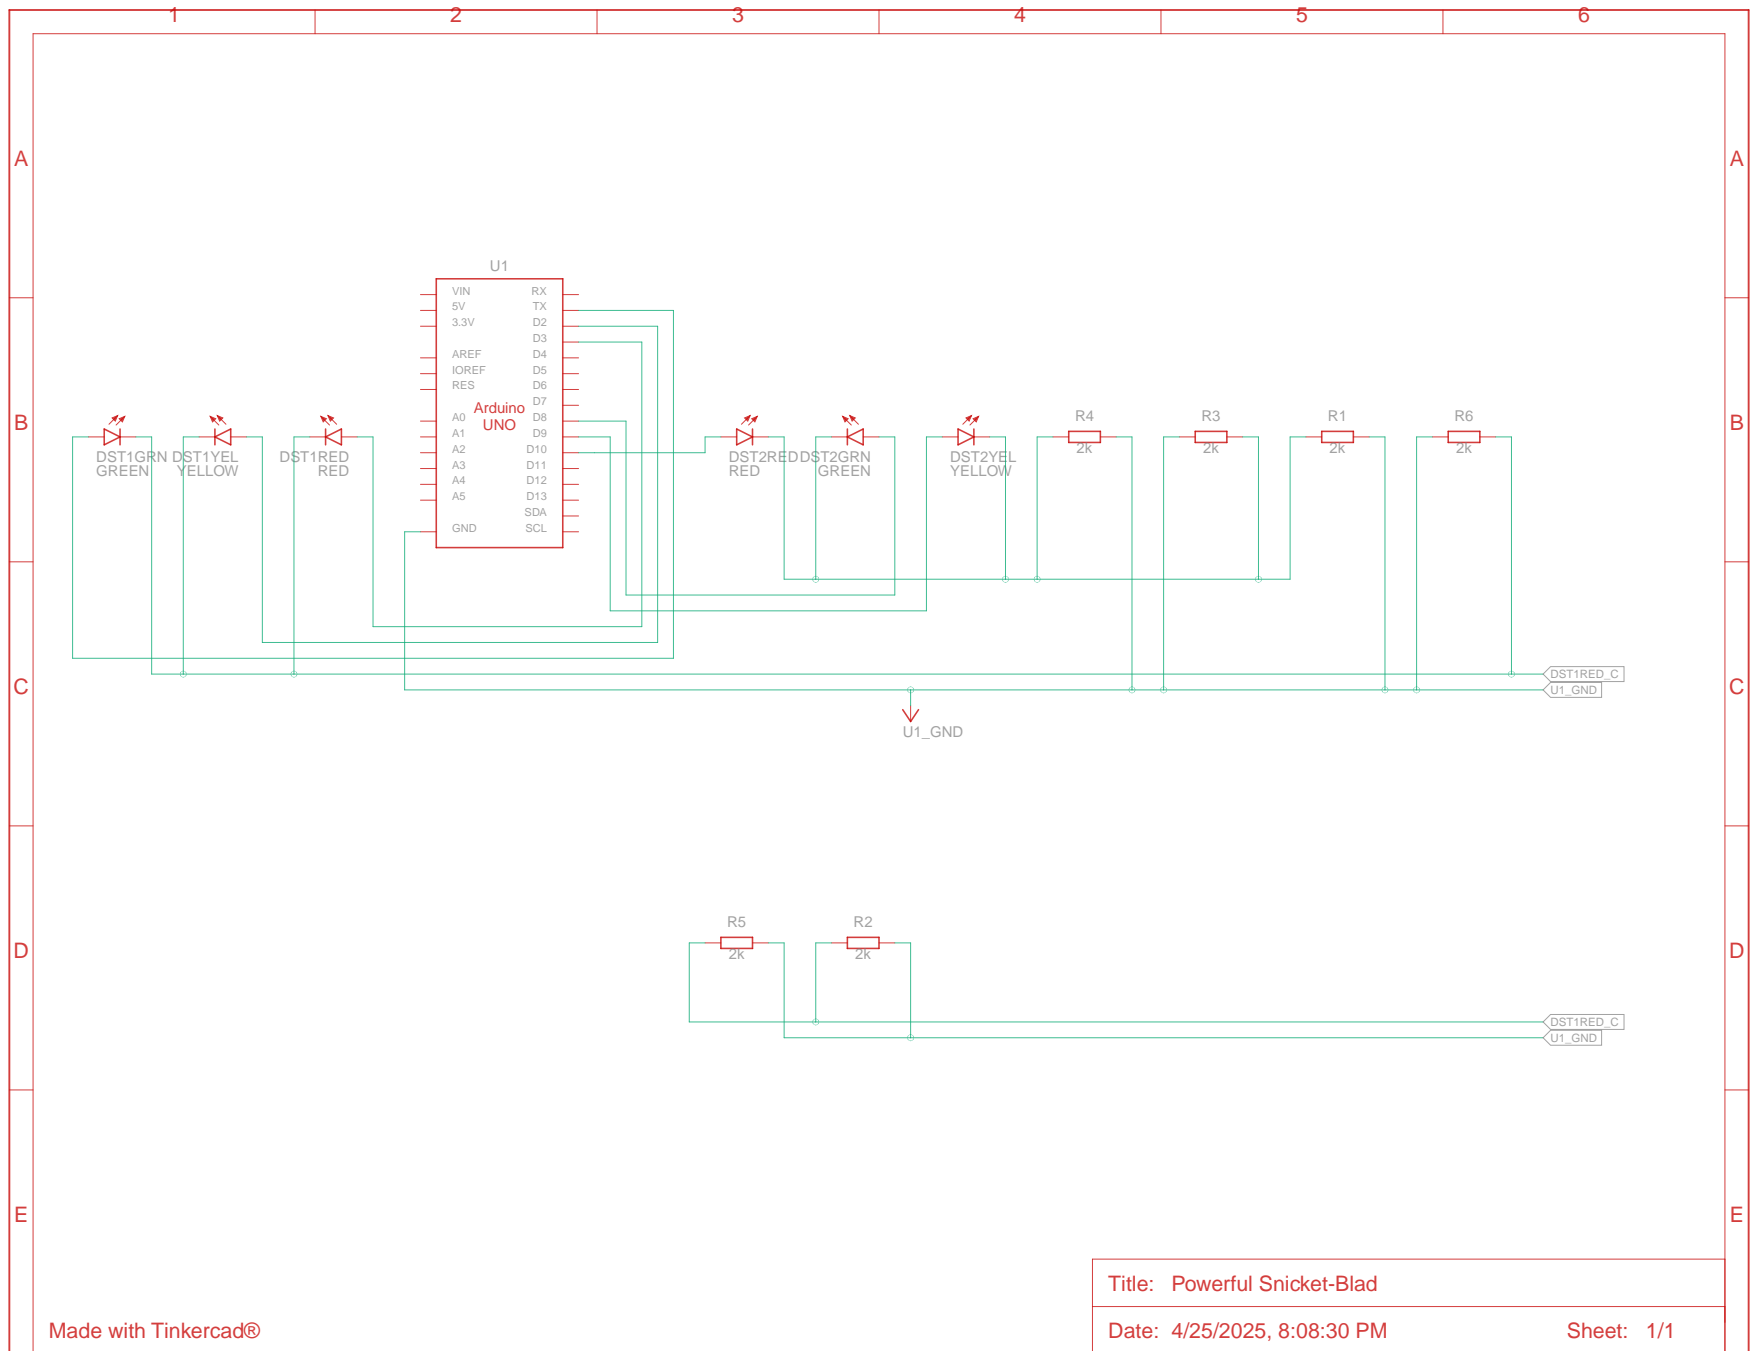 1 2 3 4 5 6
A A
U1
VIN RX
5V TX
3.3V D2
D3
AREF D4
IOREF D5
RES D6
D7
A0 D8
A1 D9
A2 D10
A3 D11
A4 D12
A5 D13
SDA
GND SCL
Arduino
UNO
B B
DST1GRN
GREEN
DST1YEL
YELLOW
DST1RED
RED
DST2RED
RED
DST2GRN
GREEN
DST2YEL
YELLOW
R4
2k
R3
2k
R1
2k
R6
2k
C C
DST1RED_C
U1_GND
U1_GND
D D
R5
2k
R2
2k
DST1RED_C
U1_GND
E E
Title: Powerful Snicket-Blad
Made with Tinkercad®
Date: 4/25/2025, 8:08:30 PM Sheet: 1/1